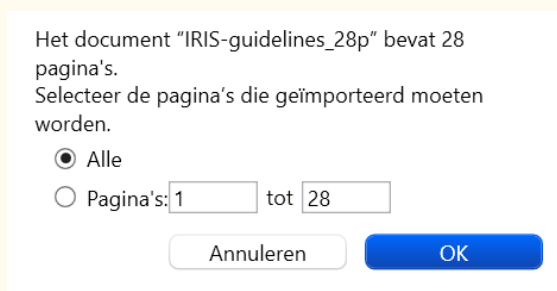 Het document “IRIS-guidelines_28p” bevat 28
pagina's.
Selecteer de pagina’s die geïmporteerd moeten
worden.
Alle
Pagina's: 1 tot 28
Annuleren OK